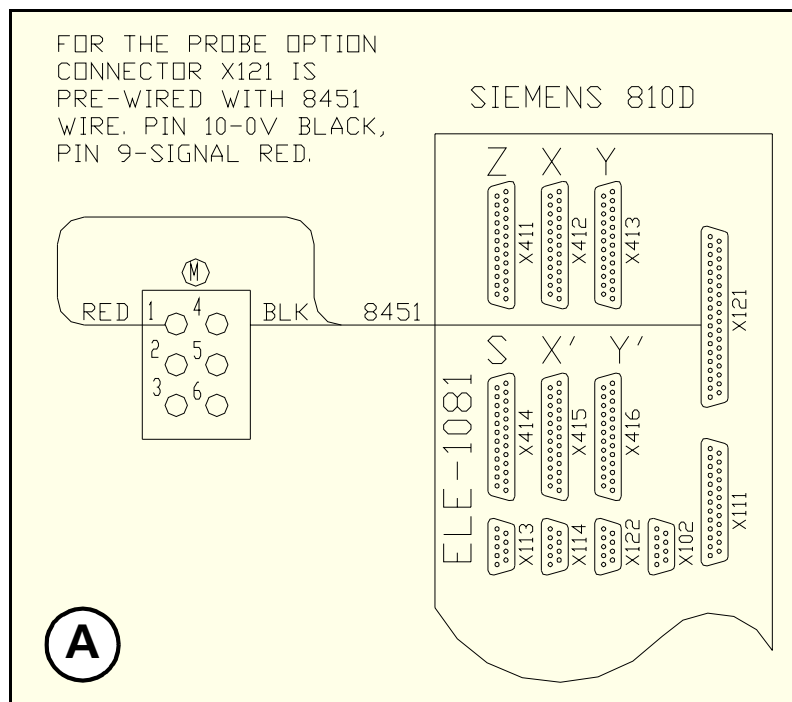 FOR THE PROBE OPTION
CONNECTOR X121 IS
PRE-WIRED WITH 8451
WIRE. PIN 10-0V BLACK,
PIN 9-SIGNAL RED.
SIEMENS 810D
Z X Y
X411 X412 X413
X121
M
RED 1 4 BLK 8451
2 5
3 6
S X' Y'
ELE-1081
X414 X415 X416
X111
X113 X114 X122 X102
A